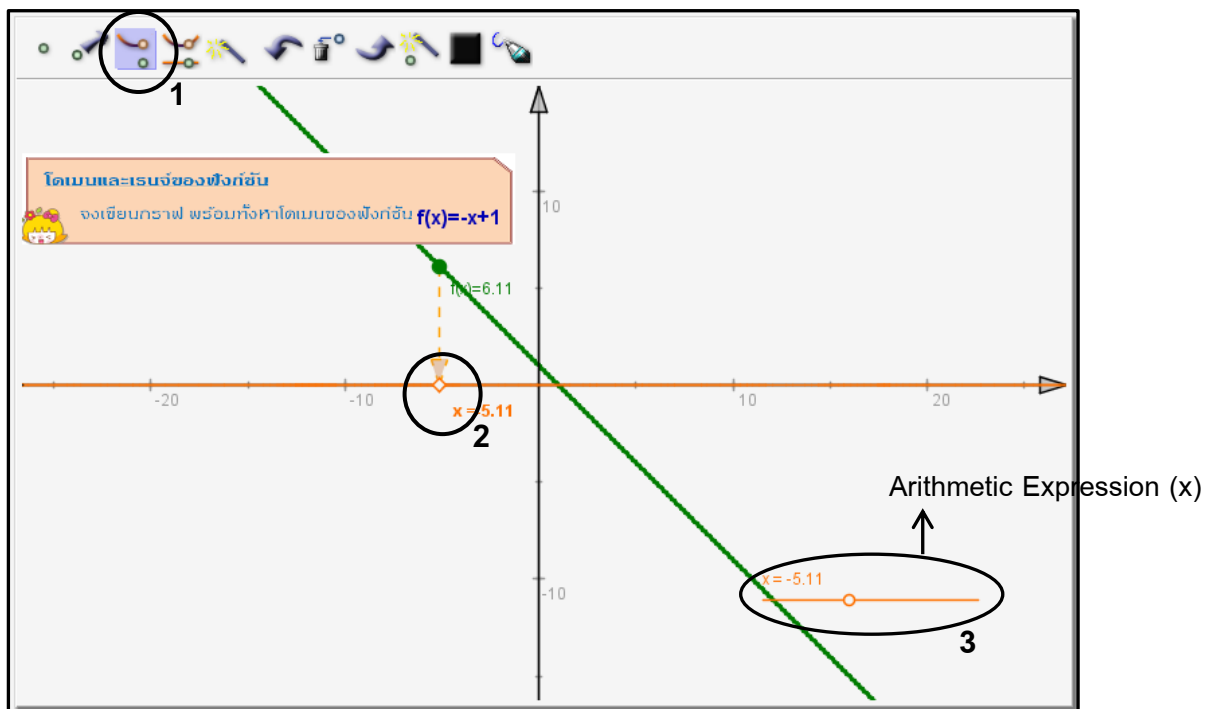 1
โดเมนและเรนจ์ของฟังก์ชัน
จงเขียนกราฟ พร้อมทั้งหาโดเมนของฟังก์ชัน f(x)=-x+1
10
f(x)=6.11
-20
-10
10
20
x =-5.11
2
Arithmetic Expression (x)
x = -5.11
-10
3